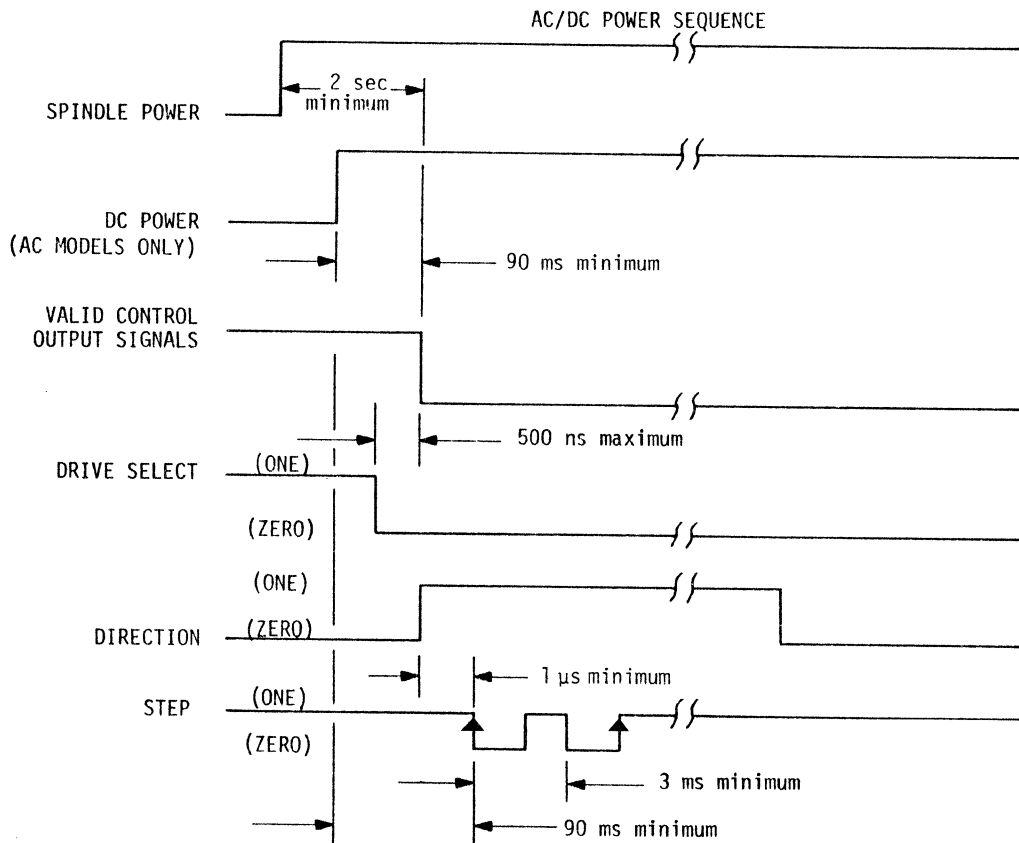 AC/DC POWER SEQUENCE
2 sec
minimum
SPINDLE POWER
DC POWER
(AC MODELS ONLY)
90 ms minimum
VALID CONTROL
OUTPUT SIGNALS
500 ns maximum
DRIVE SELECT
(ONE)
(ZERO)
(ONE)
DIRECTION
(ZERO)
1 μs minimum
STEP
(ONE)
(ZERO)
3 ms minimum
90 ms minimum